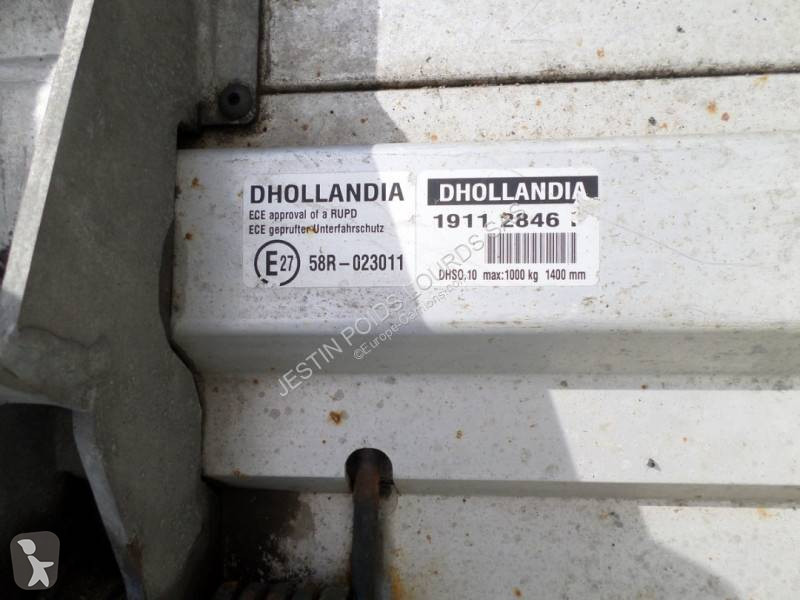 DHOLLANDIA
ECE approval of a RUPD
ECE geprufter Unterfahrschutz
E27 58R-023011
DHOLLANDIA
1911 2846
DHSO,10 max:1000 kg 1400 mm
JESTIN POIDS LOURDS S.A.S
©Europe-Camions.com